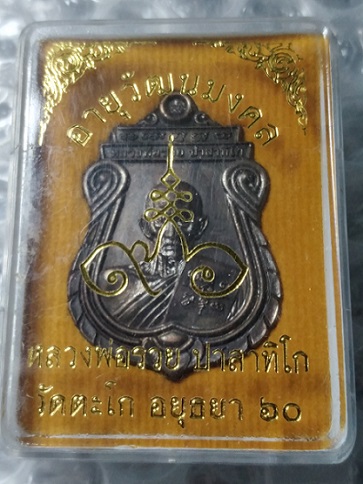 อายุวัฒนมงคล
หลวงพ่อรวย ปาสาทิโก
วัดตะโก อยุธยา ๖๐